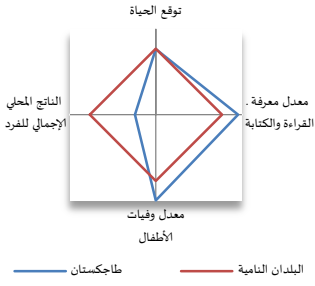 توقع الحياة
معدل معرفة .
القراءة والكتابة
الناتج المحلي
الإجمالي للفرد
معدل وفيات
الأطفال
البلدان النامية
طاجكستان